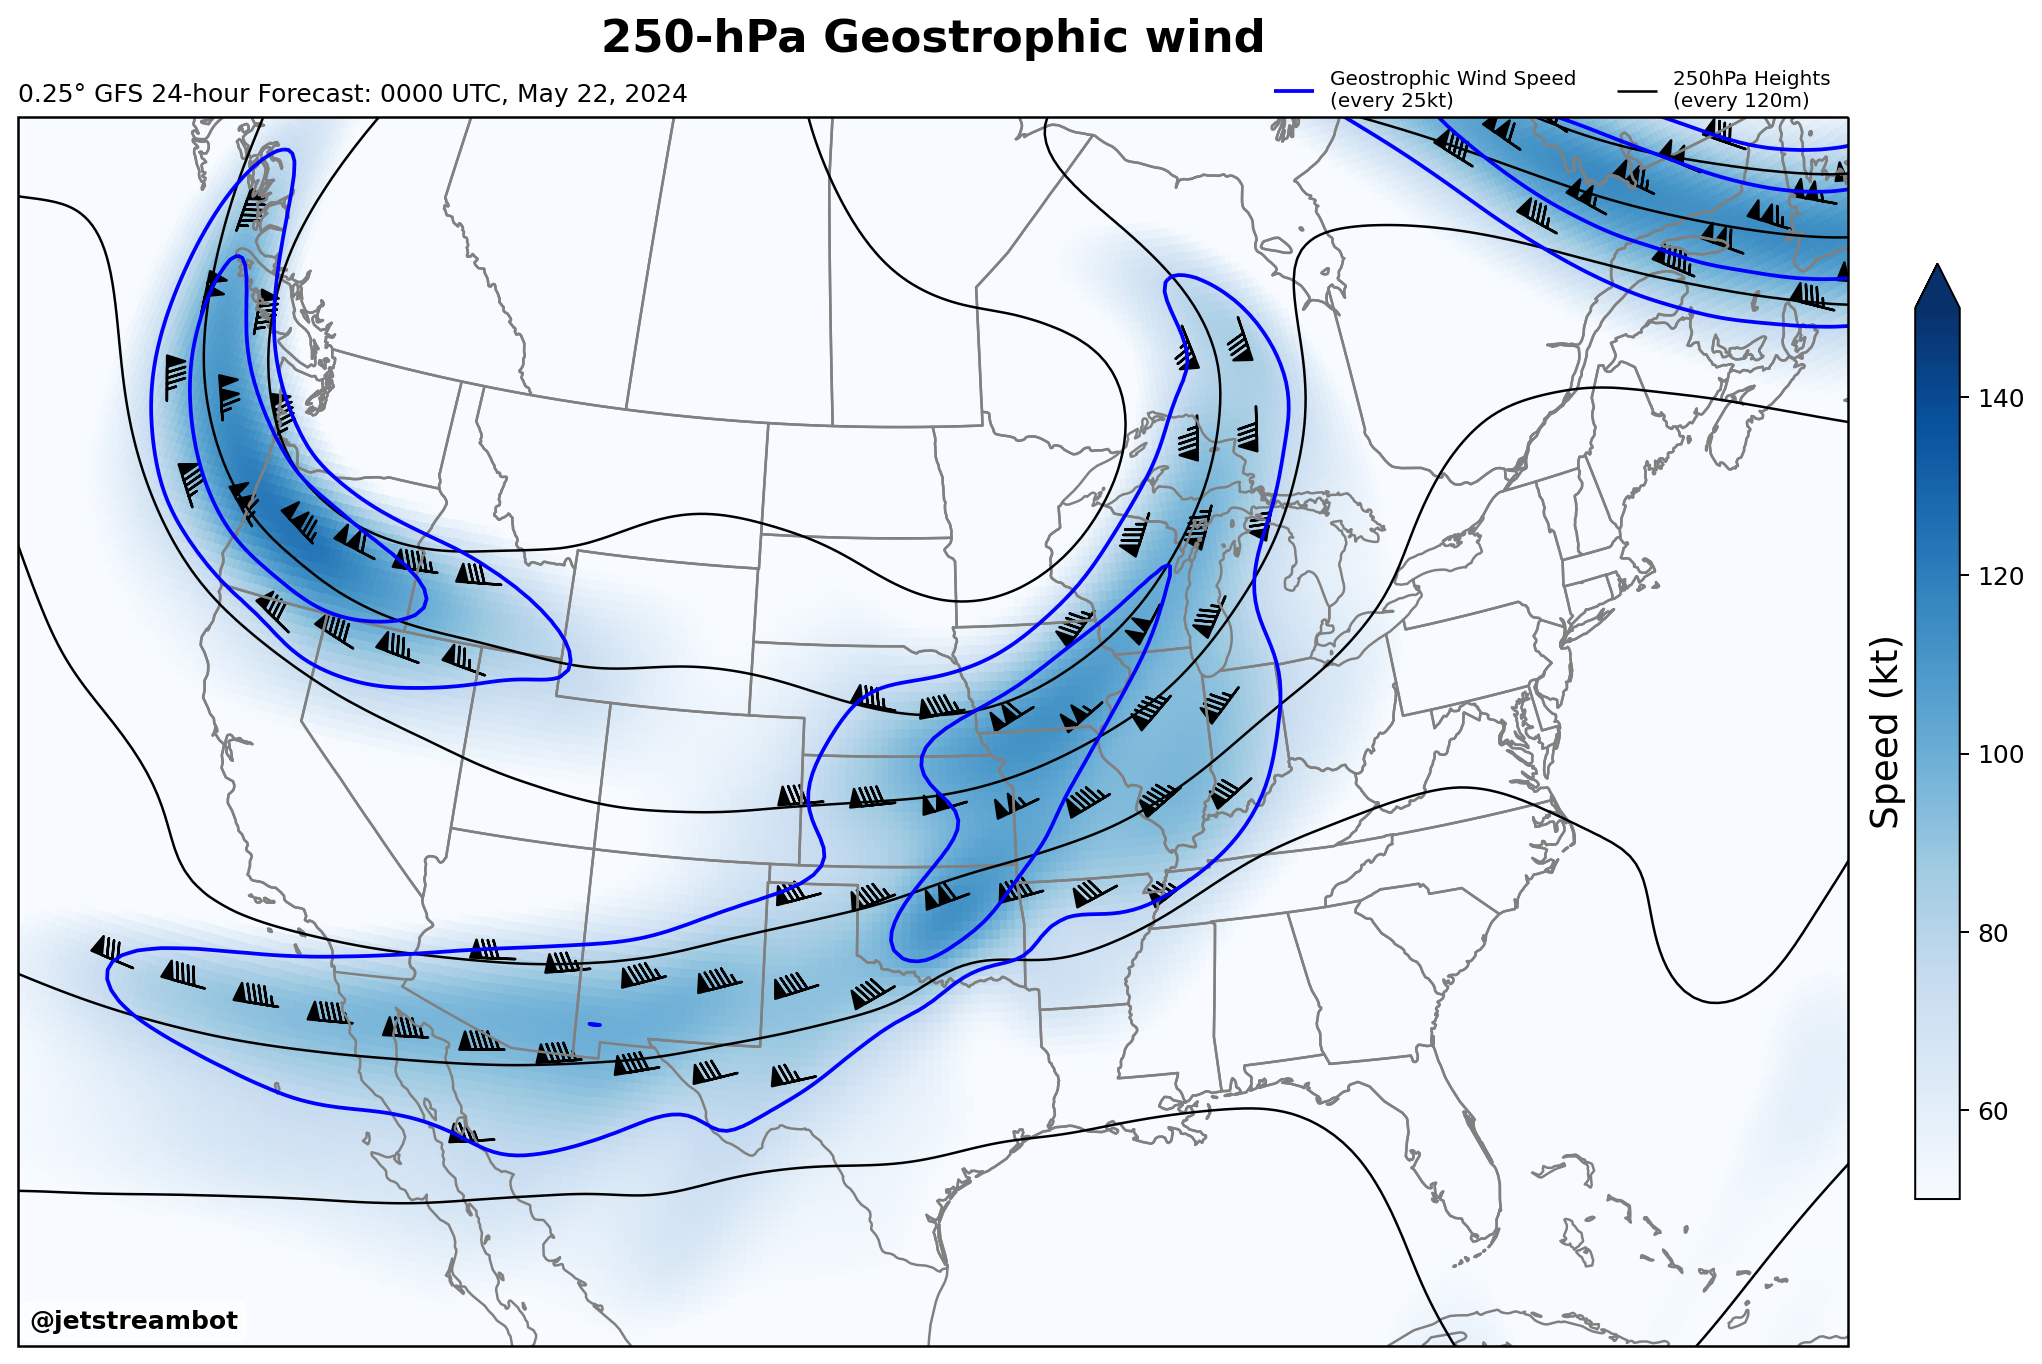 250-hPa Geostrophic wind
0.25° GFS 24-hour Forecast: 0000 UTC, May 22, 2024
Geostrophic Wind Speed
(every 25kt)
250hPa Heights
(every 120m)
140
120
100
80
60
Speed (kt)
@jetstreambot